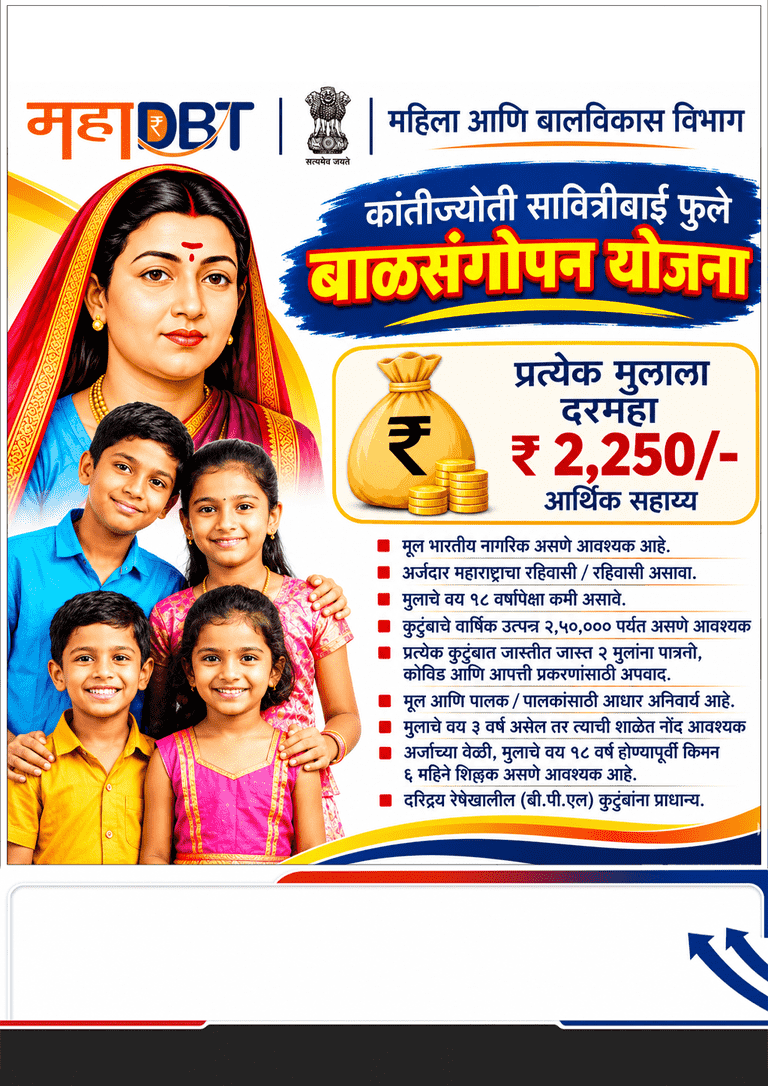 महाDBT
सत्यमेव जयते
महिला आणि बालविकास विभाग
कांतीज्योती सावित्रीबाई फुले
बाळसंगोपन योजना
₹
प्रत्येक मुलाला
दरमहा
₹ 2,250/-
आर्थिक सहाय्य
मूल भारतीय नागरिक असणे आवश्यक आहे.
अर्जदार महाराष्ट्राचा रहिवासी / रहिवासी असावा.
मुलाचे वय १८ वर्षापेक्षा कमी असावे.
कुटुंबाचे वार्षिक उत्पन्न २,५०,००० पर्यत असणे आवश्यक
प्रत्येक कुटुंबात जास्तीत जास्त २ मुलांना पात्रनी,
कोविड आणि आपत्ती प्रकरणांसाठी अपवाद.
मूल आणि पालक / पालकांसाठी आधार अनिवार्य आहे.
मुलाचे वय ३ वर्ष असेल तर त्याची शाळेत नोंद आवश्यक
अर्जाच्या वेळी, मुलाचे वय १८ वर्ष होण्यापूर्वी किमन
६ महिने शिल्लक असणे आवश्यक आहे.
दरिद्रय रेषेखालील (बी.पी.एल) कुटुंबांना प्राधान्य.